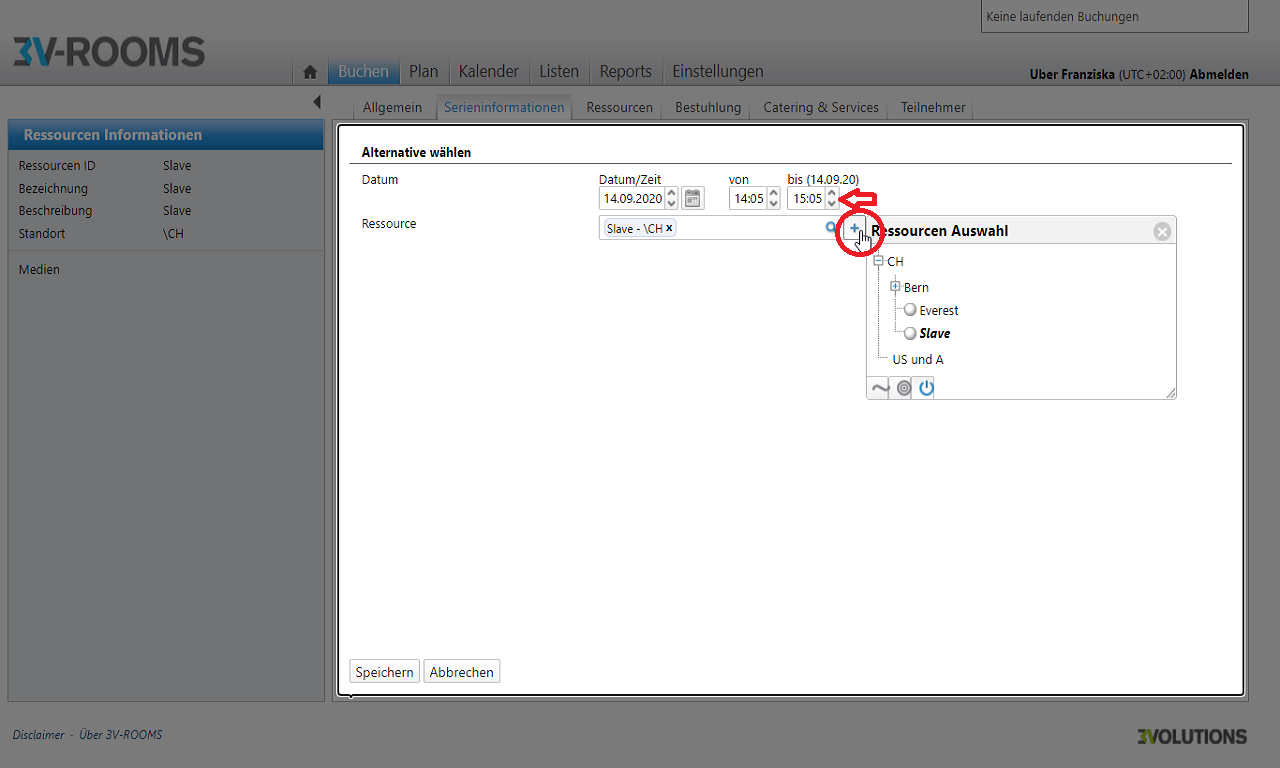 Keine laufenden Buchungen
3V-ROOMS
Buchen Plan Kalender Listen Reports Einstellungen
Uber Franziska (UTC+02:00) Abmelden
Allgemein Serieninformationen Ressourcen Bestuhlung Catering & Services Teilnehmer
Ressourcen Informationen
Ressourcen ID Slave
Bezeichnung Slave
Beschreibung Slave
Standort \CH
Medien
Alternative wählen
Datum Datum/Zeit von bis (14.09.20)
14.09.2020 14:05 15:05
Ressource Slave - \CH x
Ressourcen Auswahl
CH
Bern
Everest
Slave
US und A
Speichern Abbrechen
Disclaimer - Über 3V-ROOMS
3VOLUTIONS